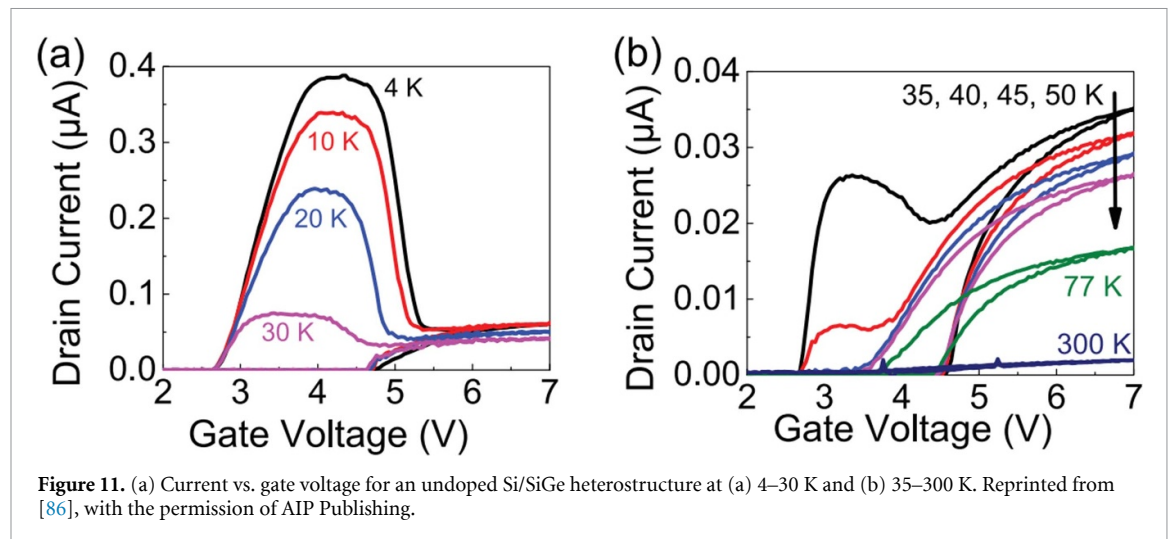 (a)
0.4
0.3
0.2
0.1
0.0
Drain Current (µA)
4 K
10 K
20 K
30 K
2 3 4 5 6 7
Gate Voltage (V)
(b)
0.04
0.03
0.02
0.01
0.00
Drain Current (µA)
35, 40, 45, 50 K
77 K
300 K
2 3 4 5 6 7
Gate Voltage (V)
Figure 11. (a) Current vs. gate voltage for an undoped Si/SiGe heterostructure at (a) 4–30 K and (b) 35–300 K. Reprinted from
[86], with the permission of AIP Publishing.